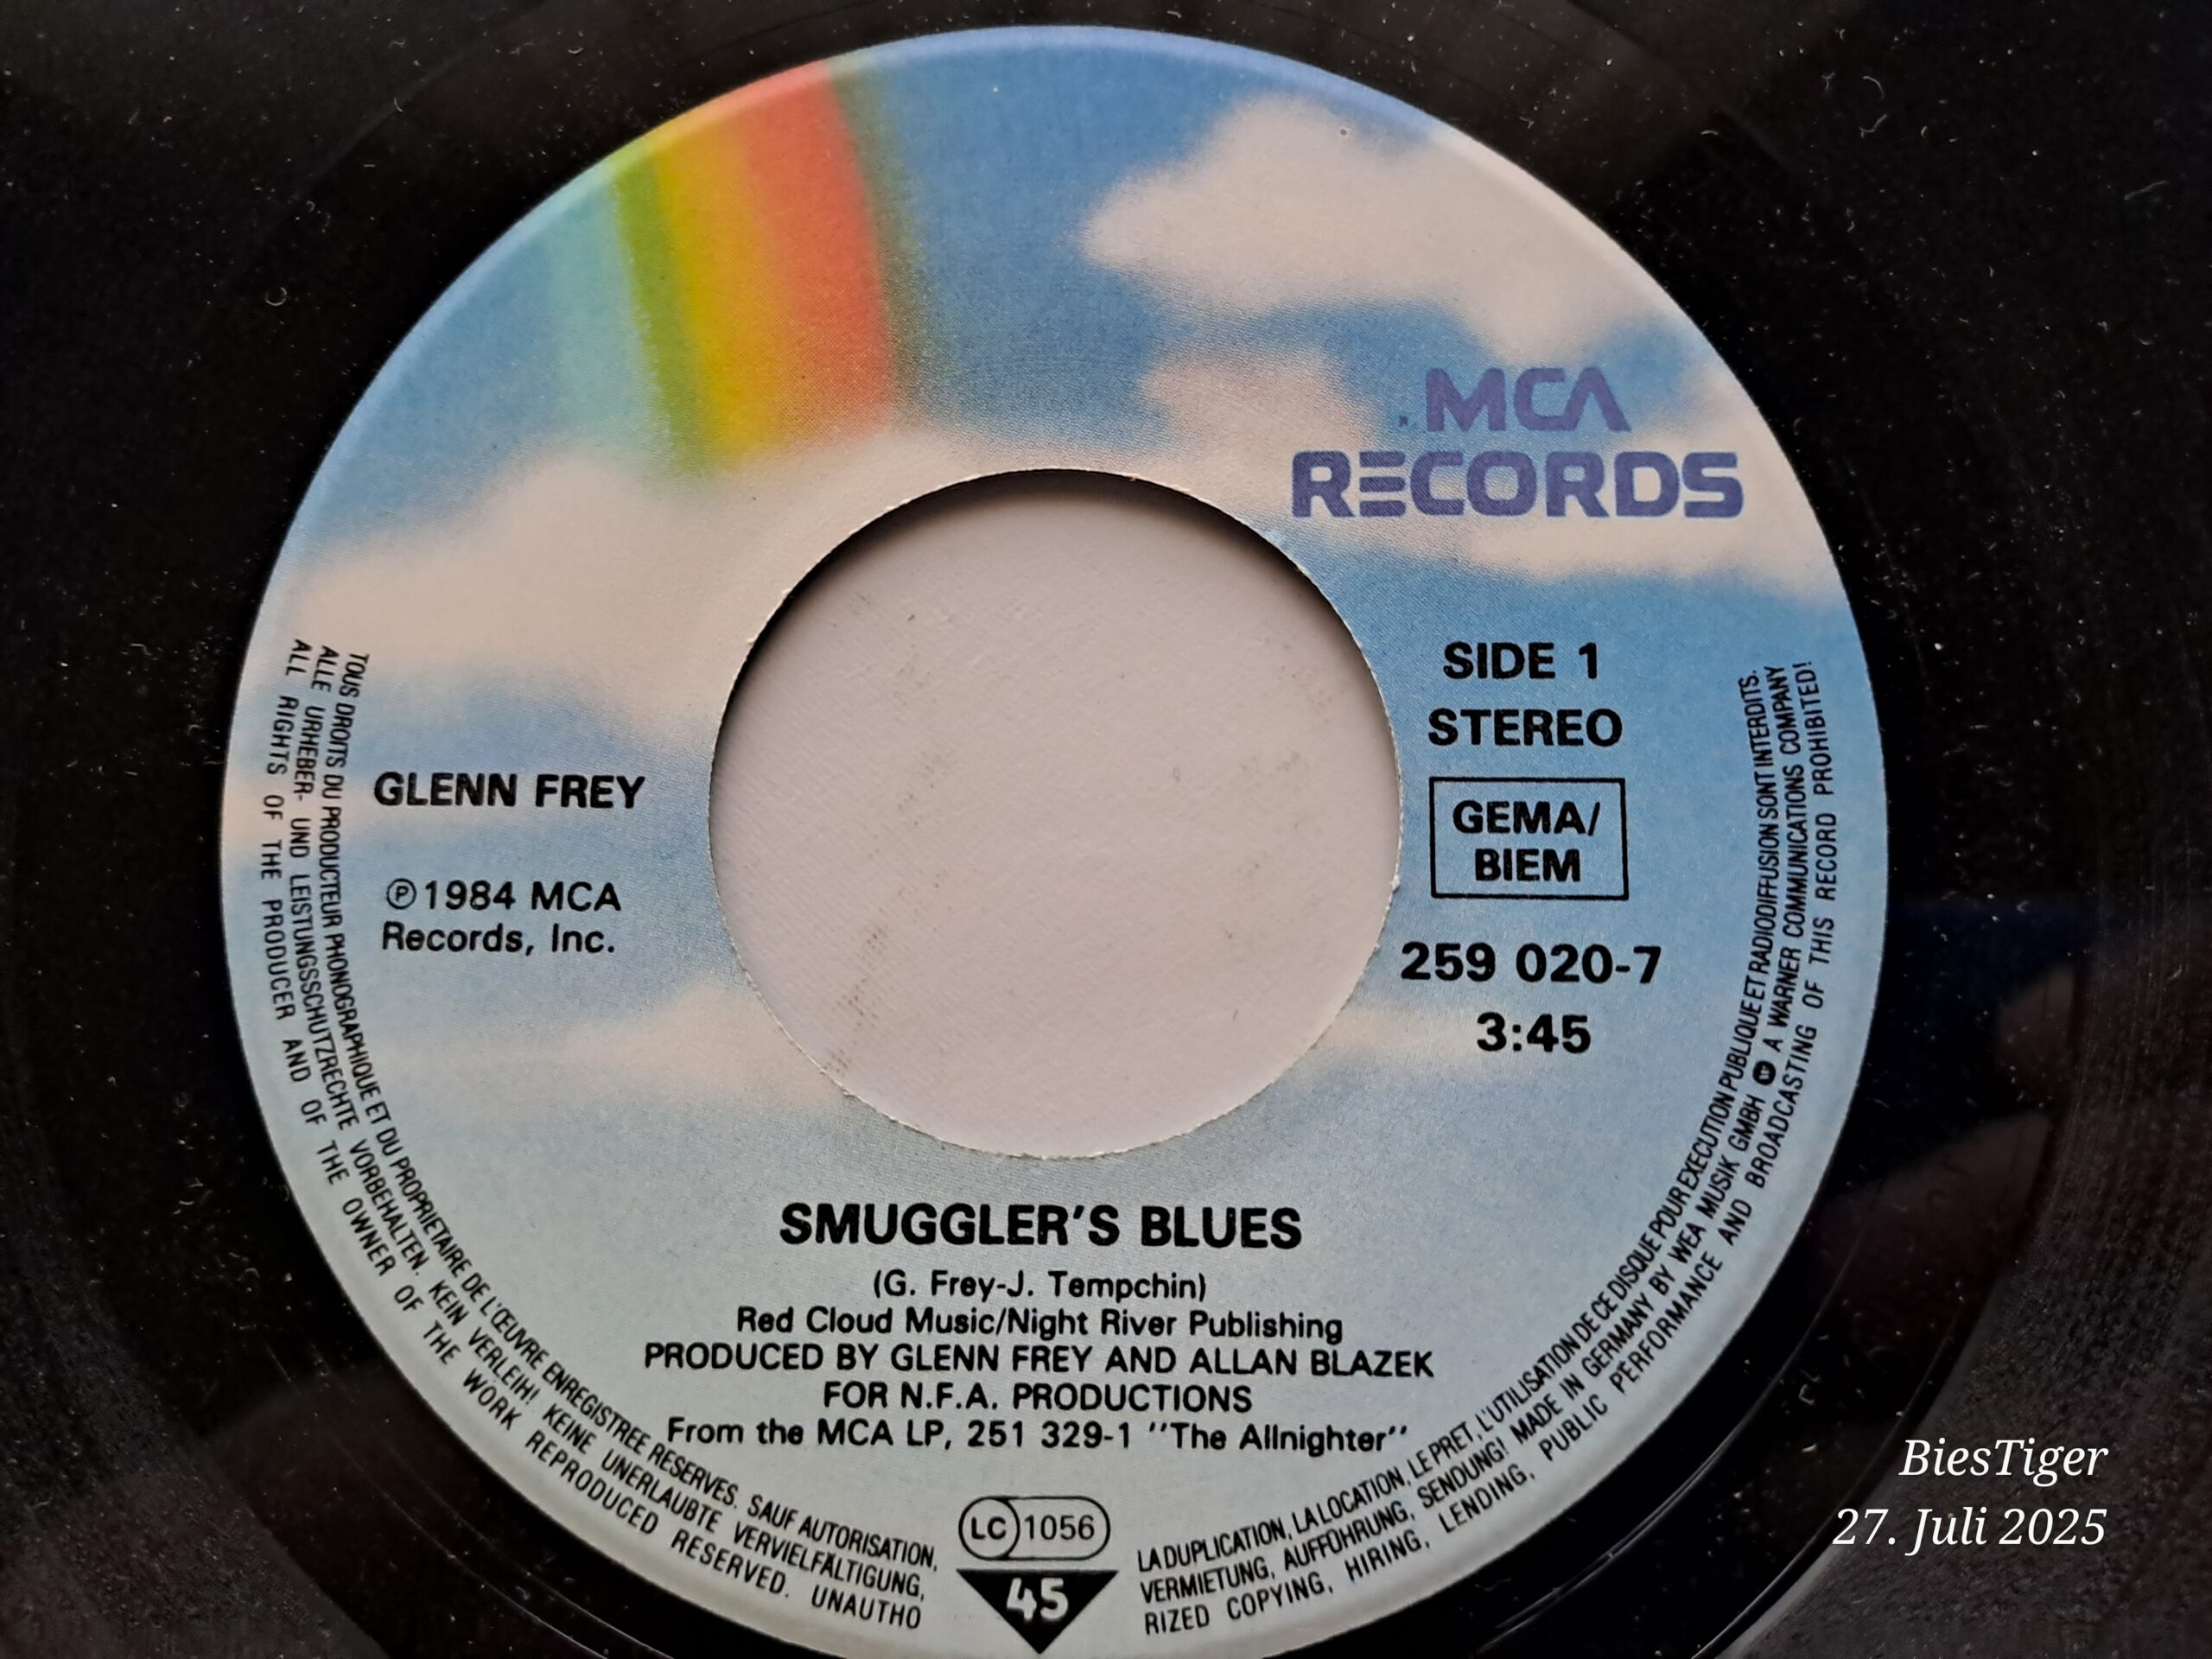 MCA
RECORDS
SIDE 1
STEREO
GEMA/
BIEM
259 020-7
3:45
GLENN FREY
Ⓟ1984 MCA
Records, Inc.
SMUGGLER'S BLUES
(G. Frey-J. Tempchin)
Red Cloud Music/Night River Publishing
PRODUCED BY GLENN FREY AND ALLAN BLAZEK
FOR N.F.A. PRODUCTIONS
From the MCA LP, 251 329-1 ''The Allnighter''
LC 1056
45
TOUS DROITS DU PRODUCTEUR PHONOGRAPHIQUE ET DU PROPRIETAIRE DE L'ŒUVRE ENREGISTREE RESERVES. SAUF AUTORISATION, LA DUPLICATION, LA LOCATION, LE PRET, L'UTILISATION DE CE DISQUE POUR EXECUTION PUBLIQUE ET RADIODIFFUSION SONT INTERDITS.
ALLE URHEBER- UND LEISTUNGSSCHUTZRECHTE VORBEHALTEN. KEIN VERLEIH! KEINE UNERLAUBTE VERVIELFÄLTIGUNG, VERMIETUNG, AUFFÜHRUNG, SENDUNG! MADE IN GERMANY BY WEA MUSIK GMBH A WARNER COMMUNICATIONS COMPANY
ALL RIGHTS OF THE PRODUCER AND OF THE OWNER OF THE WORK REPRODUCED RESERVED. UNAUTHORIZED COPYING, HIRING, LENDING, PUBLIC PERFORMANCE AND BROADCASTING OF THIS RECORD PROHIBITED!
BiesTiger
27. Juli 2025